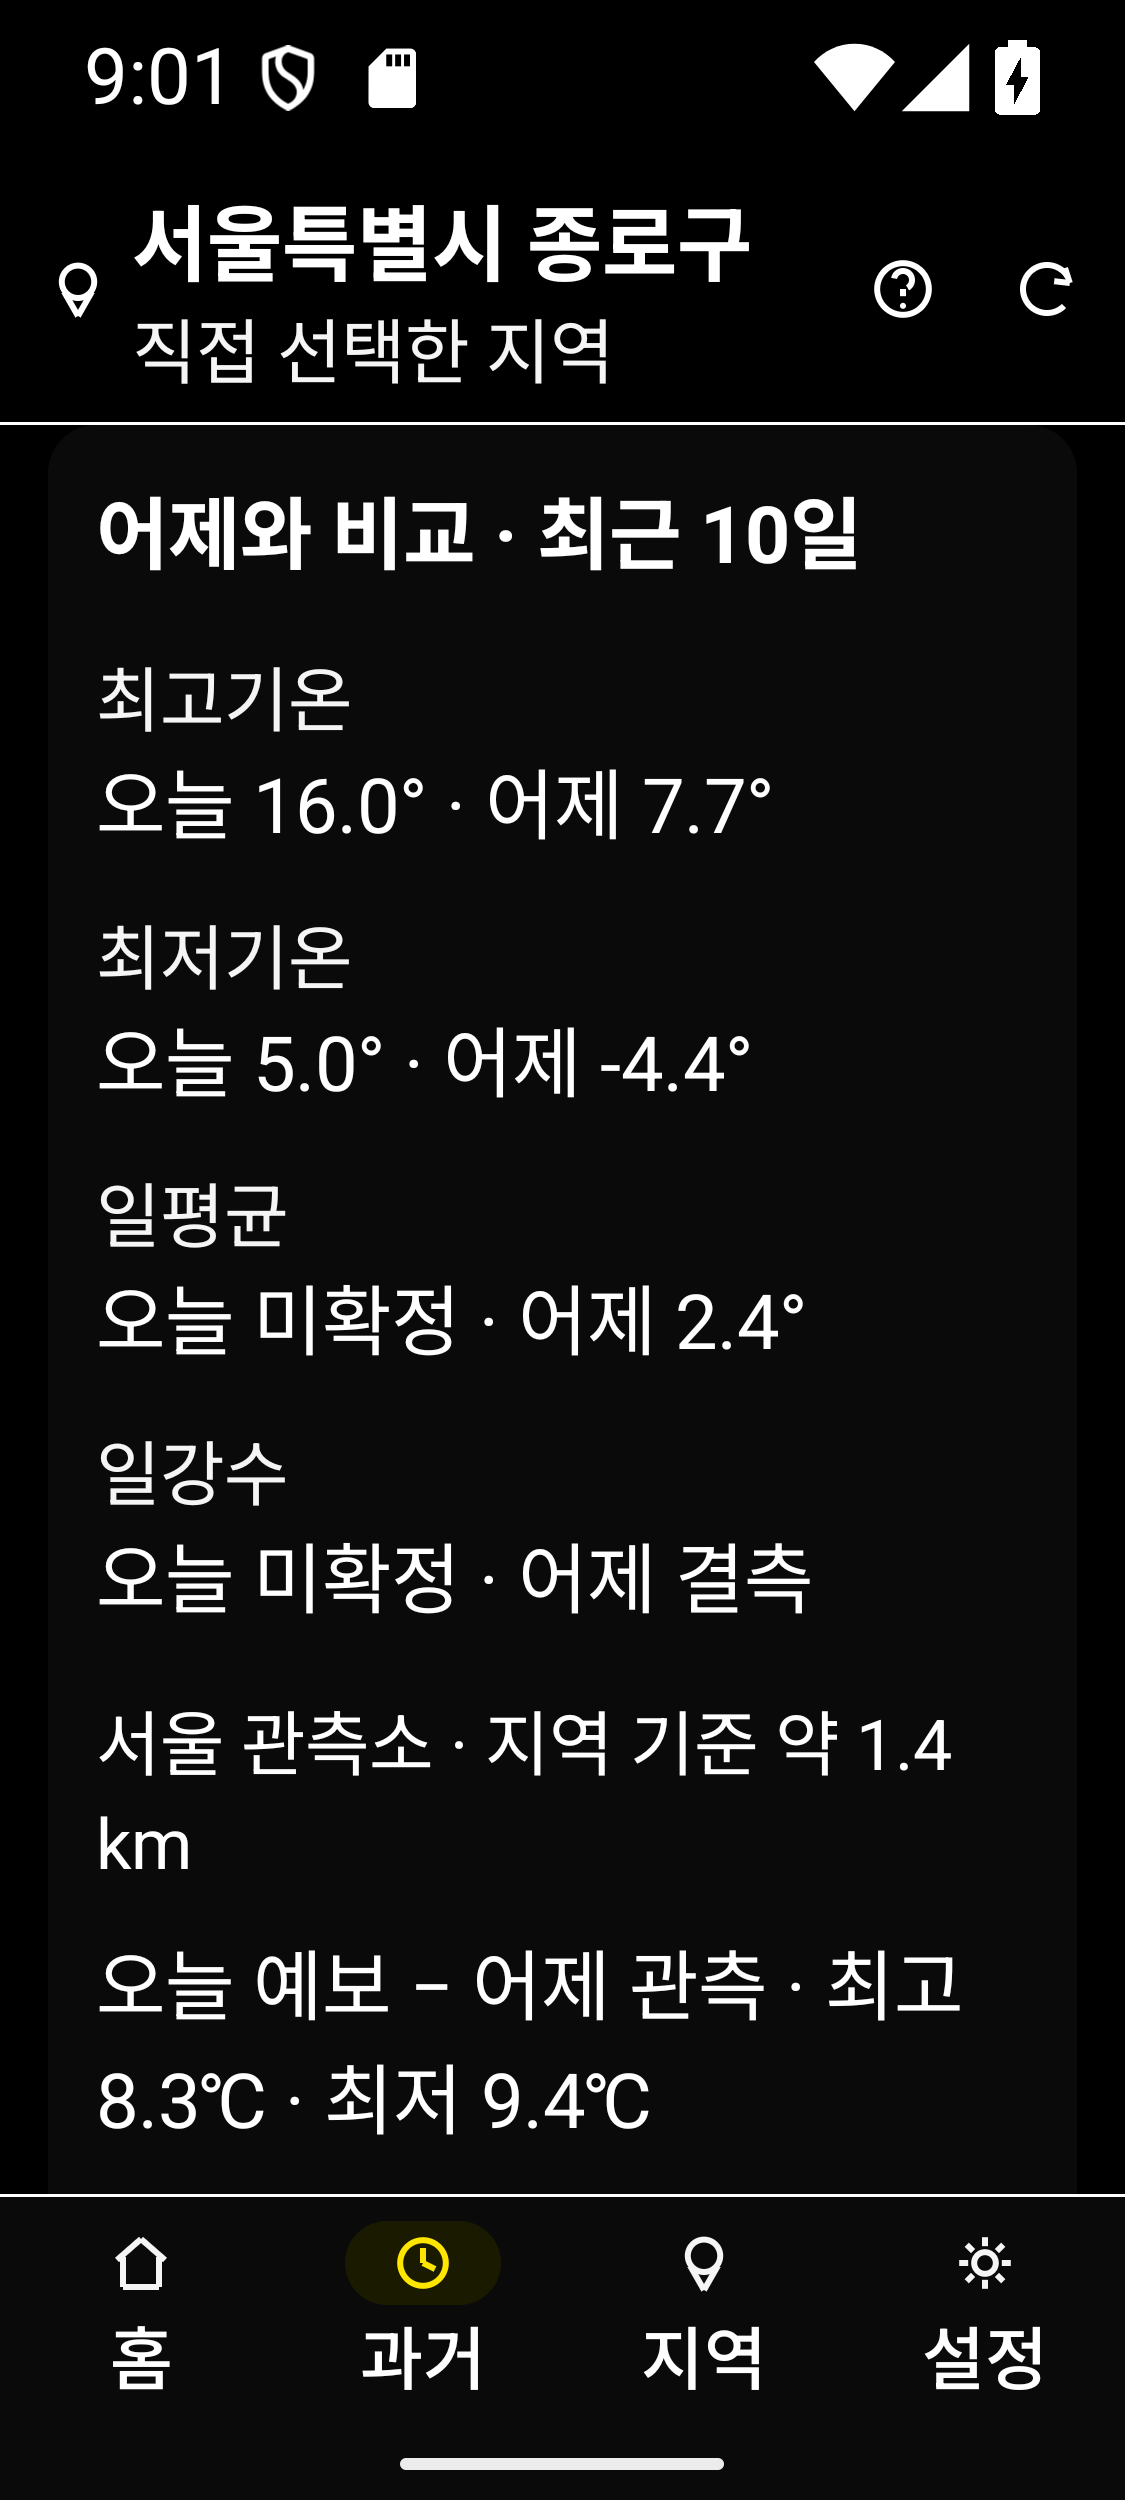 9:01
서울특별시 종로구
직접 선택한 지역
어제와 비교 · 최근 10일
최고기온
오늘 16.0° · 어제 7.7°
최저기온
오늘 5.0° · 어제 -4.4°
일평균
오늘 미확정 · 어제 2.4°
일강수
오늘 미확정 · 어제 결측
서울 관측소 · 지역 기준 약 1.4
km
오늘 예보 − 어제 관측 · 최고
8.3℃ · 최저 9.4℃
홈 과거 지역 설정